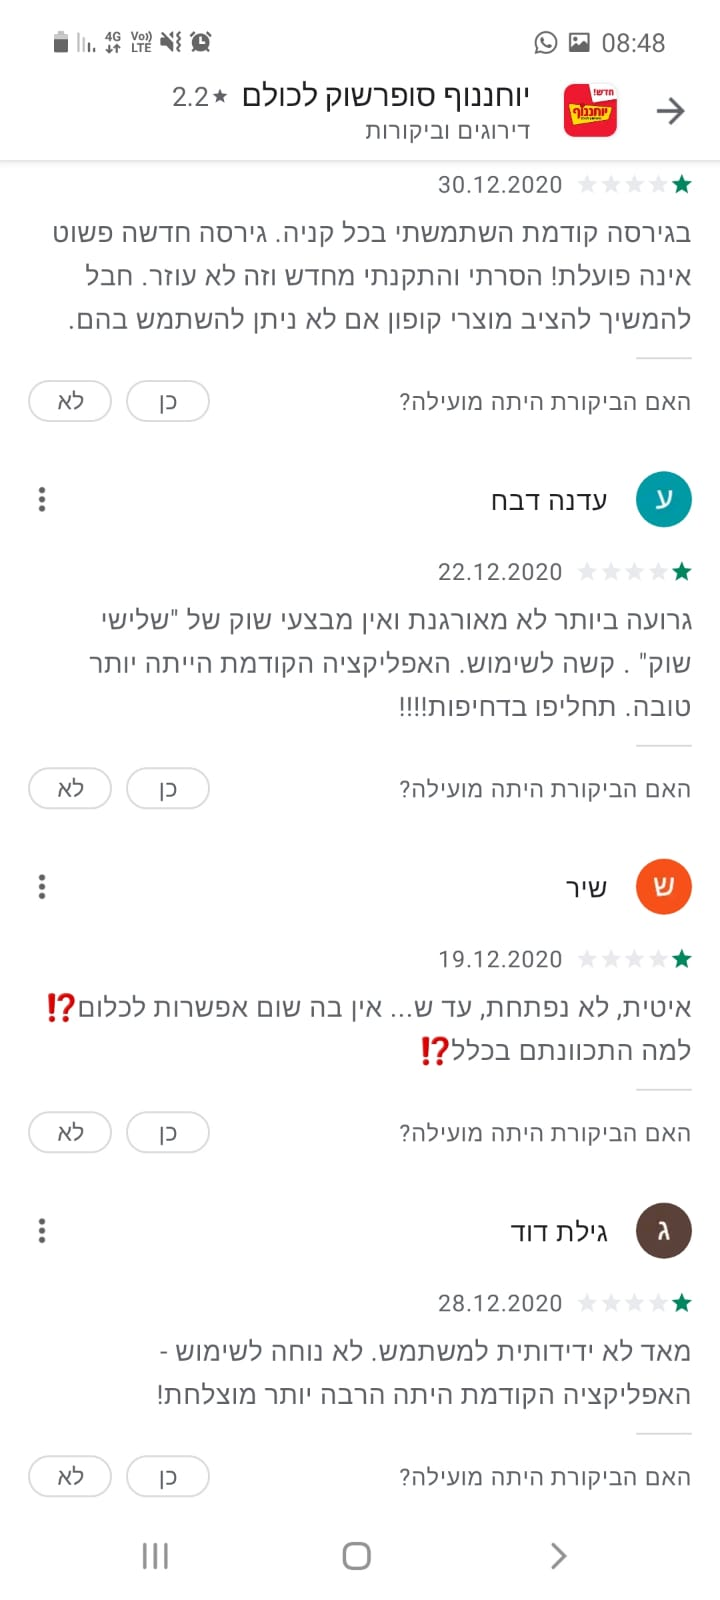 4G Vo)) LTE 08:48
יוחננוף סופרשוק לכולם 2.2★
דירוגים וביקורות
חדש!
יוחננוף
30.12.2020
בגירסה קודמת השתמשתי בכל קניה. גירסה חדשה פשוט
אינה פועלת! הסרתי והתקנתי מחדש וזה לא עוזר. חבל
להמשיך להציב מוצרי קופון אם לא ניתן להשתמש בהם.
האם הביקורת היתה מועילה? כן לא
ע עדנה דבח
22.12.2020
גרועה ביותר לא מאורגנת ואין מבצעי שוק של "שלישי
שוק" . קשה לשימוש. האפליקציה הקודמת הייתה יותר
טובה. תחליפו בדחיפות!!!!
האם הביקורת היתה מועילה? כן לא
ש שיר
19.12.2020
איטית, לא נפתחת, עד ש... אין בה שום אפשרות לכלום⁉️
למה התכוונתם בכלל⁉️
האם הביקורת היתה מועילה? כן לא
ג גילת דוד
28.12.2020
מאד לא ידידותית למשתמש. לא נוחה לשימוש -
האפליקציה הקודמת היתה הרבה יותר מוצלחת!
האם הביקורת היתה מועילה? כן לא